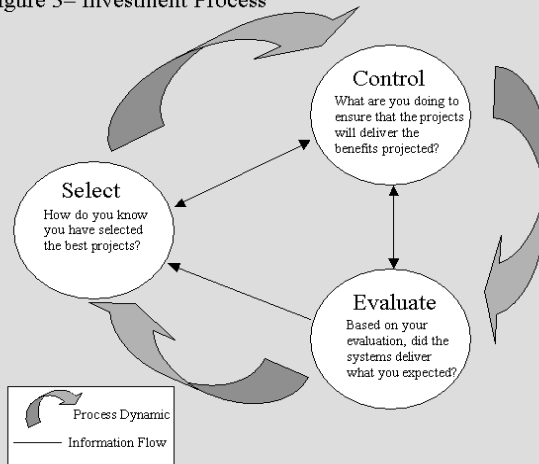 igure 3– Investment Process
Control
What are you doing to
ensure that the projects
will deliver the
benefits projected?
Select
How do you know
you have selected
the best projects?
Evaluate
Based on your
evaluation, did the
systems deliver
what you expected?
Process Dynamic
Information Flow